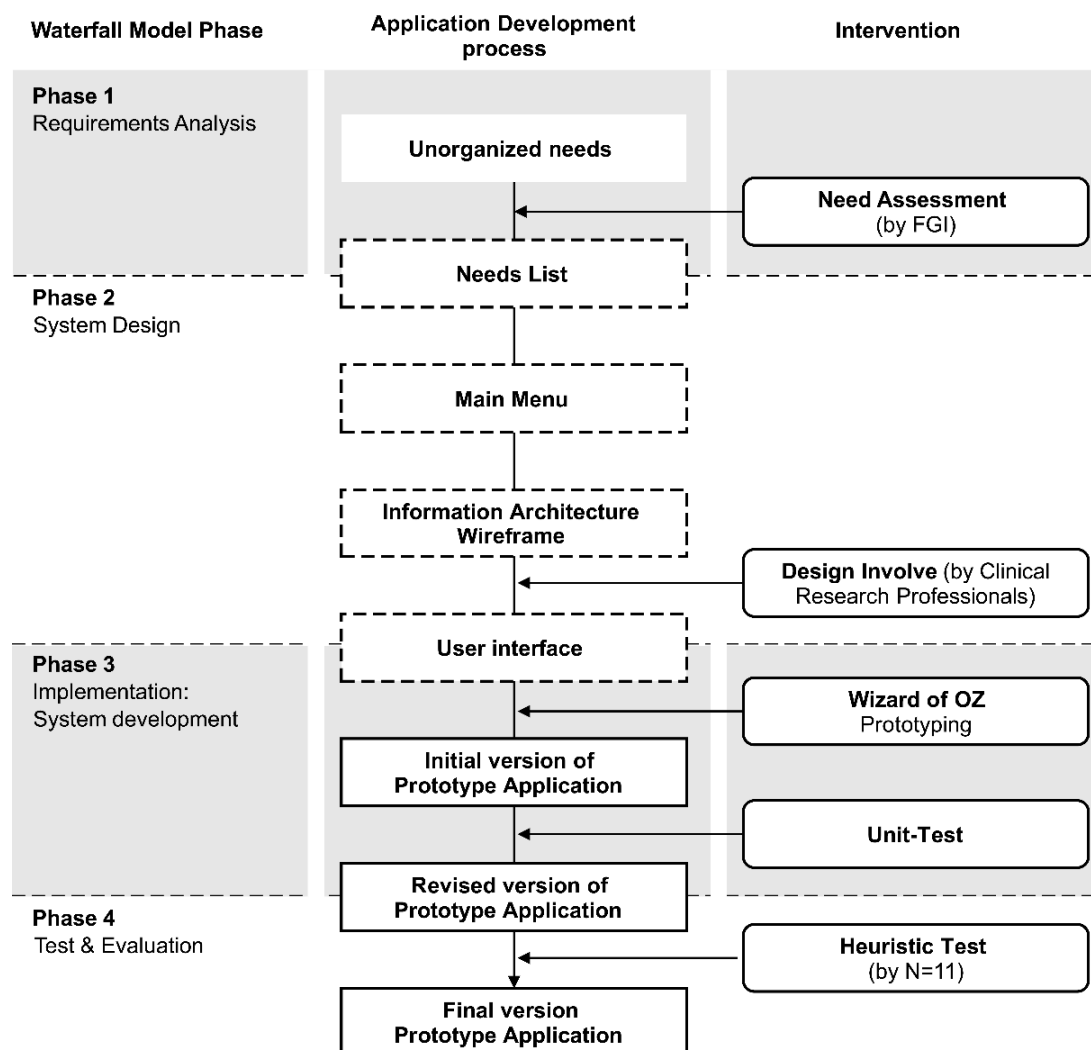 Waterfall Model Phase
Application Development
process
Intervention
Phase 1
Requirements Analysis
Unorganized needs
Need Assessment
(by FGI)
Needs List
Phase 2
System Design
Main Menu
Information Architecture
Wireframe
Design Involve (by Clinical
Research Professionals)
User interface
Phase 3
Implementation:
System development
Wizard of OZ
Prototyping
Initial version of
Prototype Application
Unit-Test
Revised version of
Prototype Application
Phase 4
Test & Evaluation
Heuristic Test
(by N=11)
Final version
Prototype Application